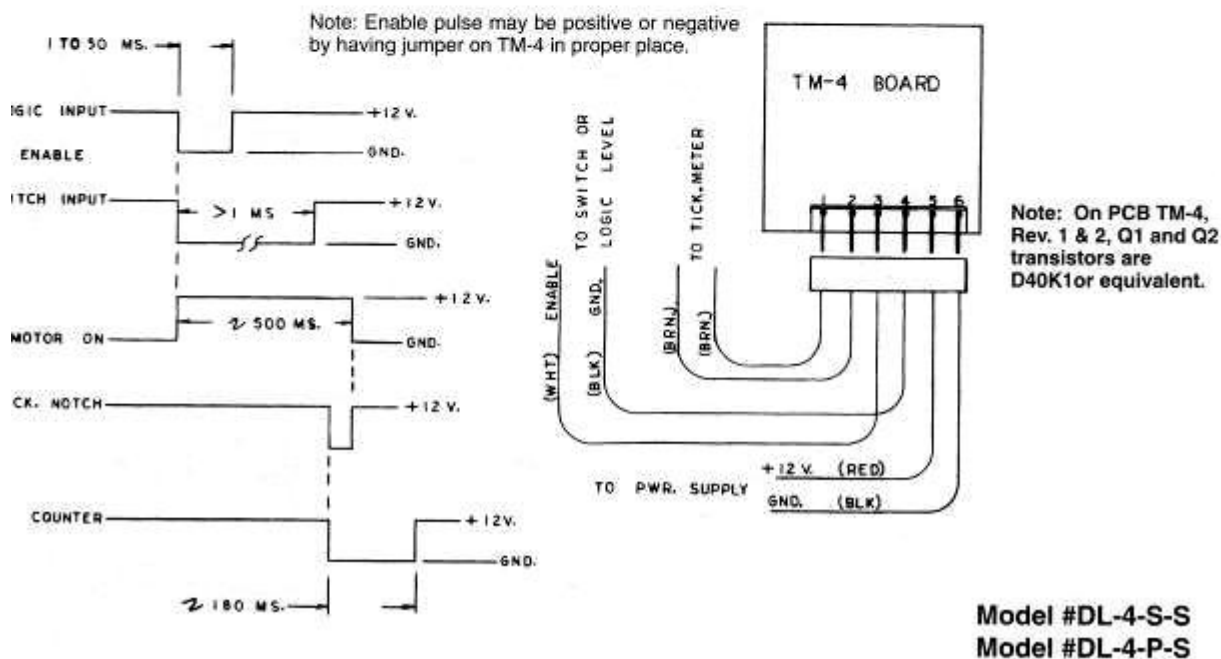 Note: Enable pulse may be positive or negative
by having jumper on TM-4 in proper place.
1 TO 50 MS.
OGIC INPUT
+12 V.
GND.
ENABLE
ITCH INPUT
>1 MS
+12 V.
GND.
+12 V.
~ 500 MS.
MOTOR ON
GND.
CK. NOTCH
+12 V.
COUNTER
+12V.
GND.
~ 180 MS.
TM-4 BOARD
1 2 3 4 5 6
TO SWITCH OR
LOGIC LEVEL
TO TICK. METER
(WHT) ENABLE
(BLK) GND.
(BRN.)
(BRN.)
Note: On PCB TM-4,
Rev. 1 & 2, Q1 and Q2
transistors are
D40K1or equivalent.
+12 V. (RED)
TO PWR. SUPPLY
GND. (BLK)
Model #DL-4-S-S
Model #DL-4-P-S